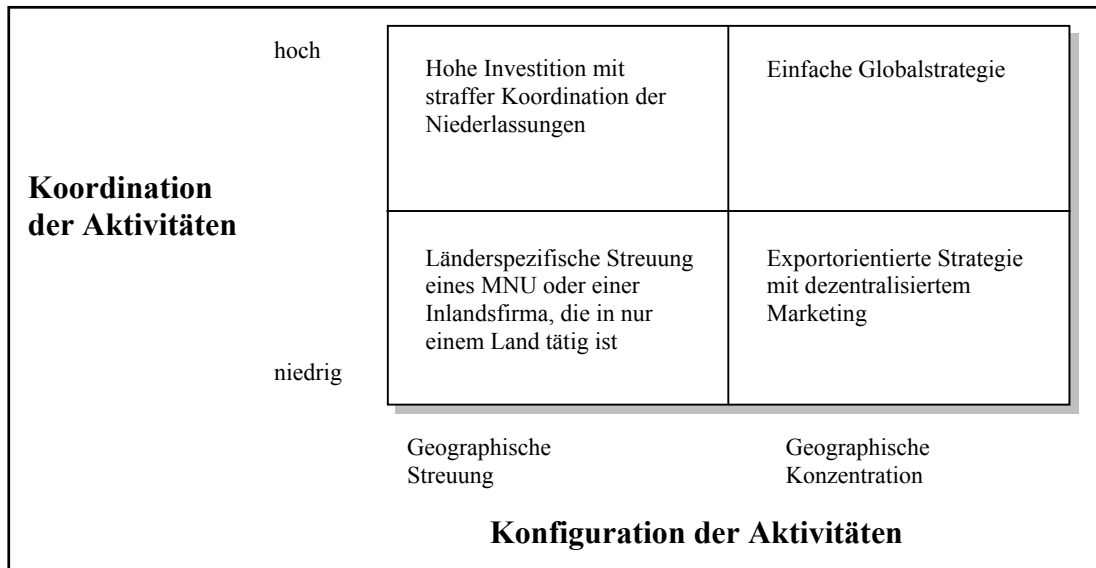 hoch
Hohe Investition mit
straffer Koordination der
Niederlassungen
Einfache Globalstrategie
Koordination
der Aktivitäten
Länderspezifische Streuung
eines MNU oder einer
Inlandsfirma, die in nur
einem Land tätig ist
Exportorientierte Strategie
mit dezentralisiertem
Marketing
niedrig
Geographische
Streuung
Geographische
Konzentration
Konfiguration der Aktivitäten